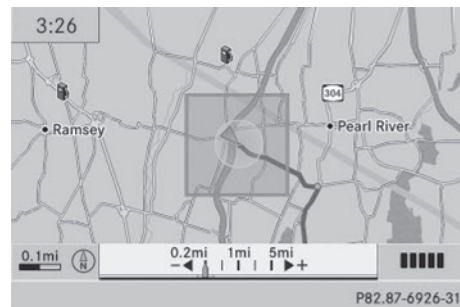 3:26
304
Ramsey
Pearl River
0.2mi 1mi 5mi
0.1mi N − +
P82.87-6926-31